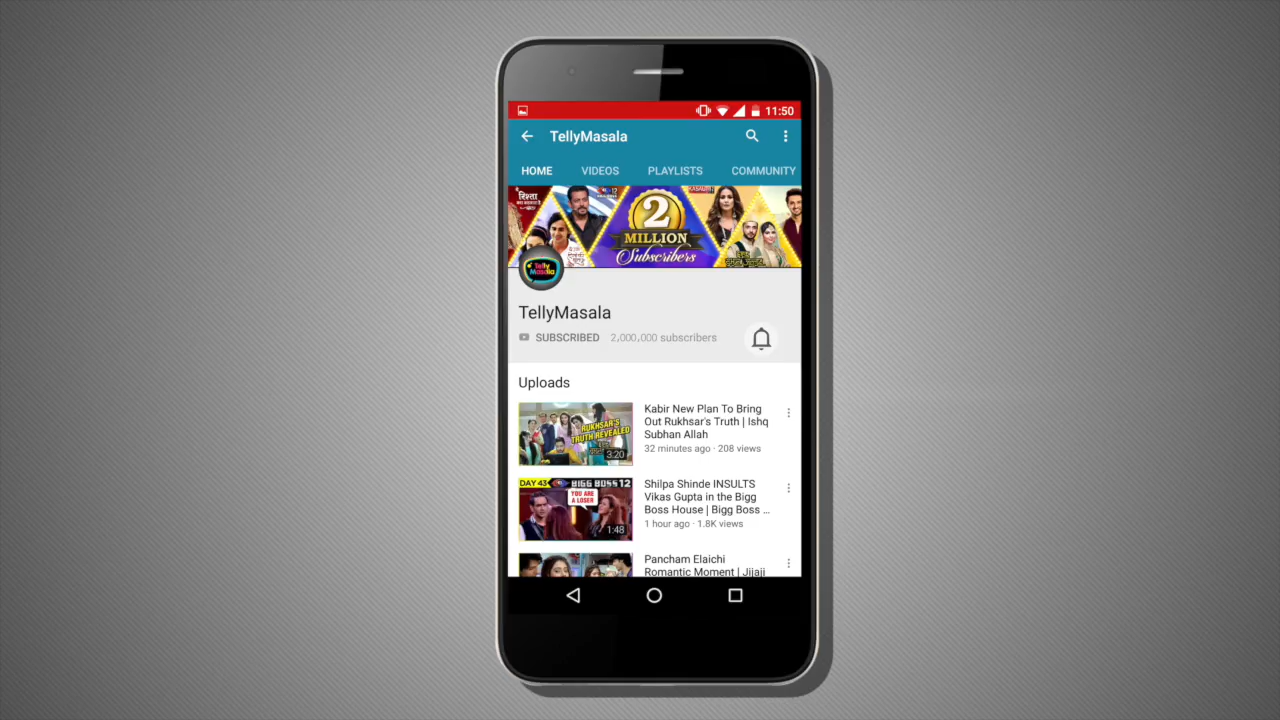 11:50
TellyMasala
HOME VIDEOS PLAYLISTS COMMUNITY
रिश्ता
2
MILLION
Subscribers
Telly
Masala
TellyMasala
SUBSCRIBED 2,000,000 subscribers
Uploads
RUKHSAR'S
TRUTH REVEALED
3:20
Kabir New Plan To Bring
Out Rukhsar's Truth | Ishq
Subhan Allah
32 minutes ago · 208 views
DAY 43 BIGG BOSS 12
YOU ARE
A LOSER
1:48
Shilpa Shinde INSULTS
Vikas Gupta in the Bigg
Boss House | Bigg Boss ...
1 hour ago · 1.8K views
Pancham Elaichi
Romantic Moment | Jijaji